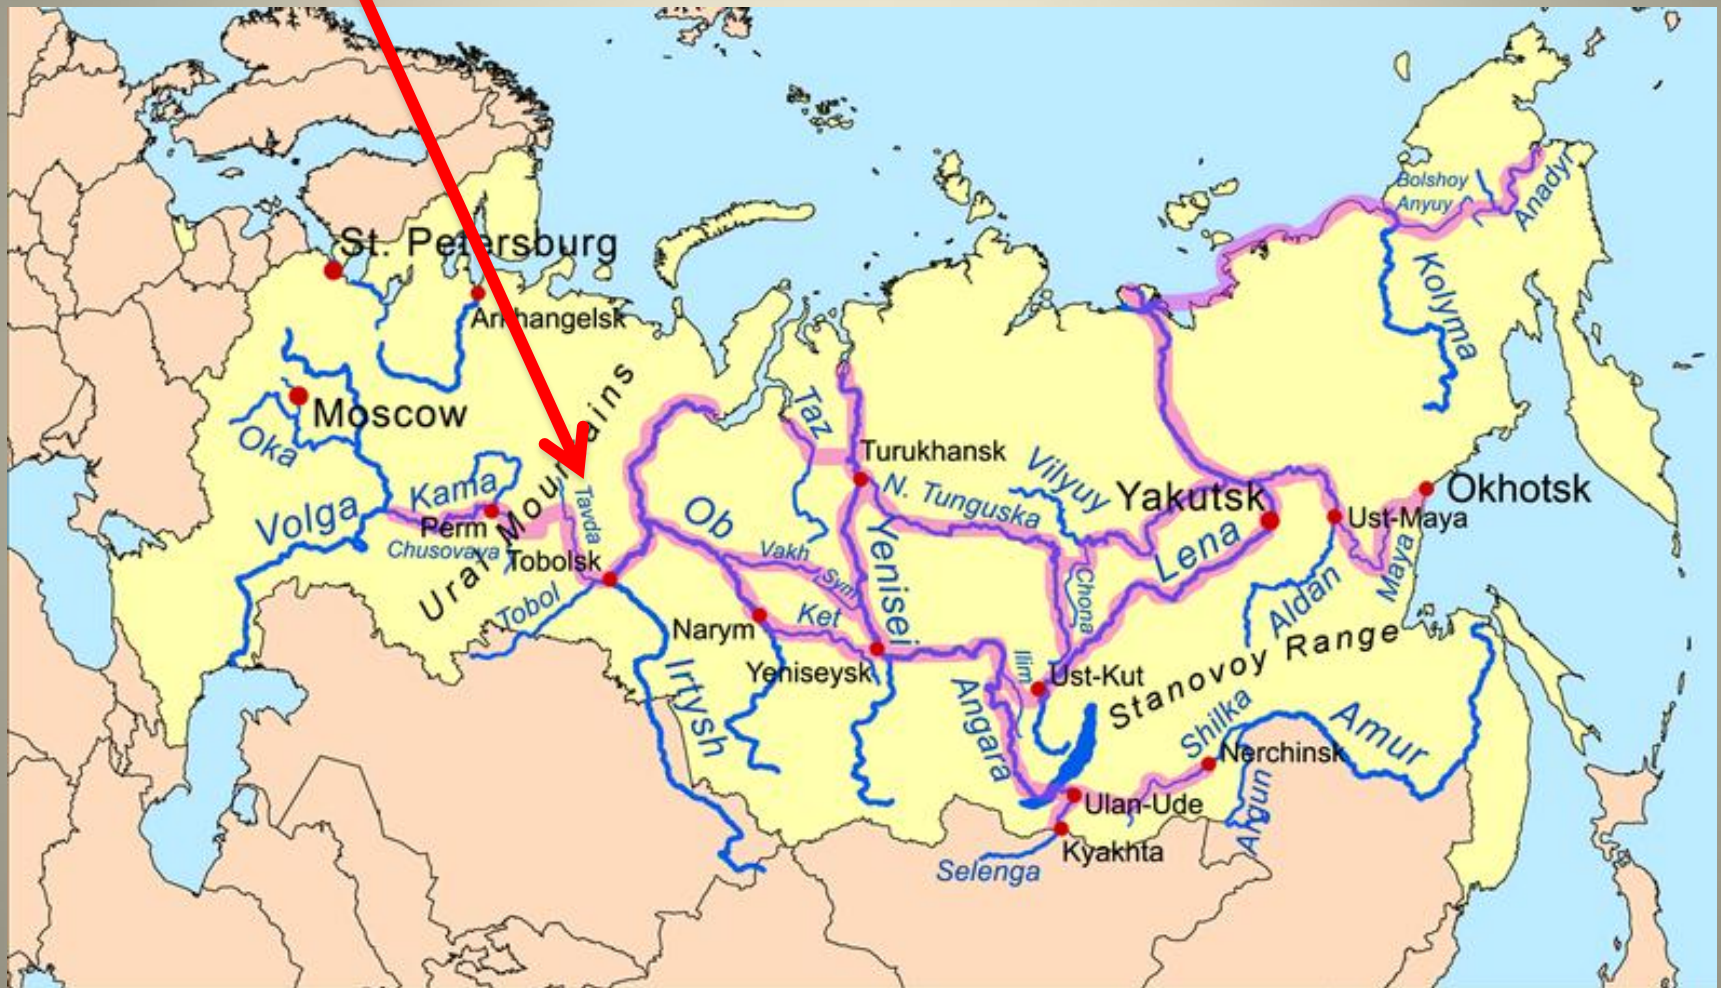 Bolshoy
Anyuy
Anadyr
St. Petersburg
Kolyma
Arkhangelsk
Ural Mountains
Moscow
Oka
Taz
Turukhansk
Vilyuy
N. Tunguska
Yakutsk
Okhotsk
Kama
Tavda
Ob
Volga
Perm
Chusovaya
Ust-Maya
Yenisei
Lena
Maya
Tobolsk
Vakh
Sym
Chona
Aldan
Tobol
Ket
Narym
Stanovoy Range
Yeniseysk
Ilim
Ust-Kut
Irtysh
Angara
Shilka
Amur
Nerchinsk
Ulan-Ude
Argun
Kyakhta
Selenga